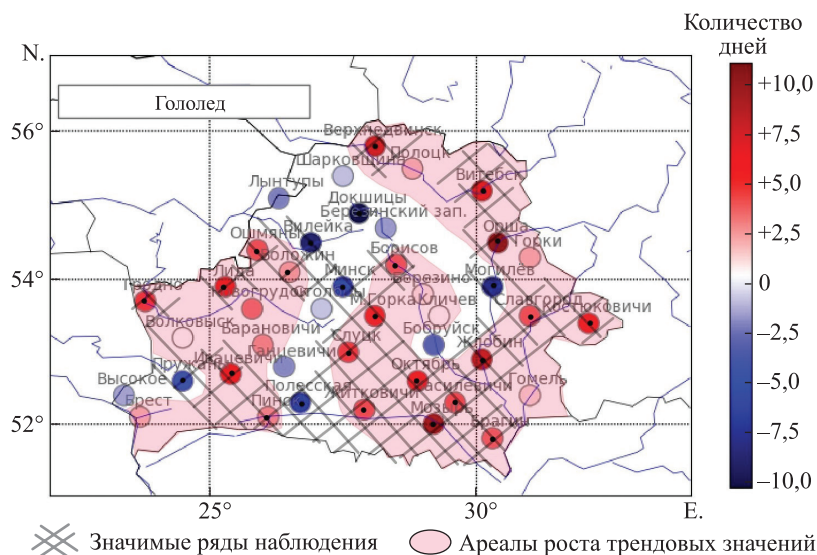 Количество
дней
N.
Гололед
+10,0
56°
Верхнедвинск
+7,5
Шарковщина
Полоцк
Лынтупы
Витебск
+5,0
Докшицы
Березинский зап.
+2,5
Вилейка
Орша
Ошмяны
Горки
Воложин
Борисов
54°
0
Лида
Минск
Могилев
Гродно
Березино
Новогрудок
Столбцы
М.Горка
Кличев
Славгород
Костюковичи
–2,5
Волковыск
Барановичи
Слуцк
Бобруйск
Жлобин
Ганцевичи
Ивацевичи
–5,0
Пружаны
Октябрь
Высокое
Полесская
Житковичи
Василевичи
Гомель
Брест
Пинск
Мозырь
–7,5
52°
Брагин
–10,0
25°
30°
E.
Значимые ряды наблюдения
Ареалы роста трендовых значений